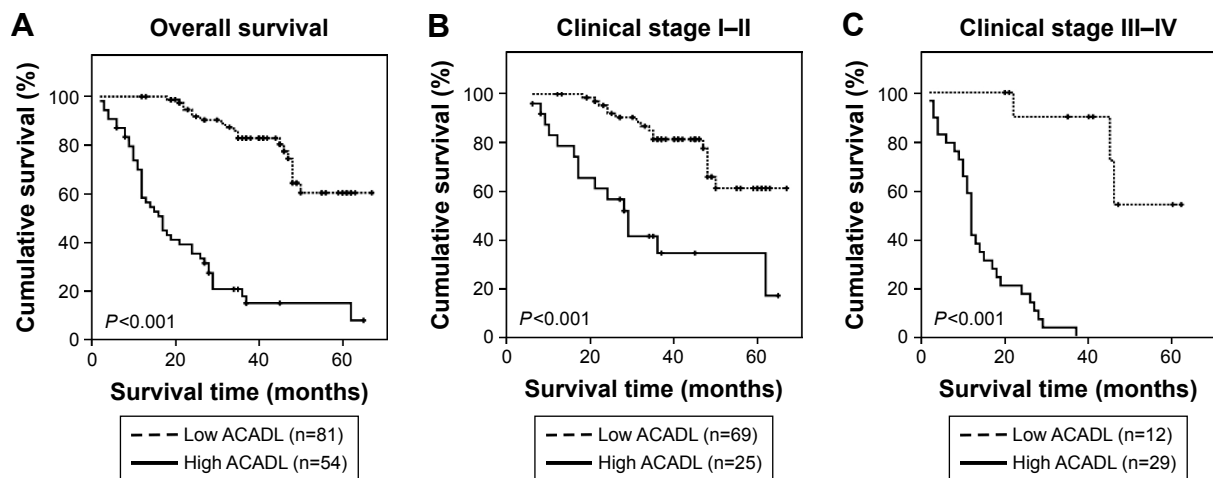 A
Overall survival
Cumulative survival (%)
100
80
60
40
20
0
P<0.001
0
20
40
60
Survival time (months)
Low ACADL (n=81)
High ACADL (n=54)
B
Clinical stage I–II
Cumulative survival (%)
100
80
60
40
20
0
P<0.001
0
20
40
60
Survival time (months)
Low ACADL (n=69)
High ACADL (n=25)
C
Clinical stage III–IV
Cumulative survival (%)
100
80
60
40
20
0
P<0.001
0
20
40
60
Survival time (months)
Low ACADL (n=12)
High ACADL (n=29)